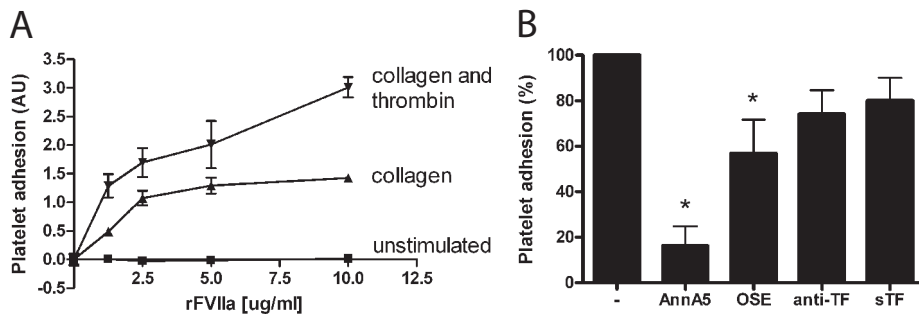 A
Platelet adhesion (AU)
3.5
3.0
2.5
2.0
1.5
1.0
0.5
0.0
-0.5
collagen and
thrombin
collagen
unstimulated
2.5 5.0 7.5 10.0 12.5
rFVIIa [ug/ml]
B
Platelet adhesion (%)
100
80
60
40
20
0
*
*
- AnnA5 OSE anti-TF sTF